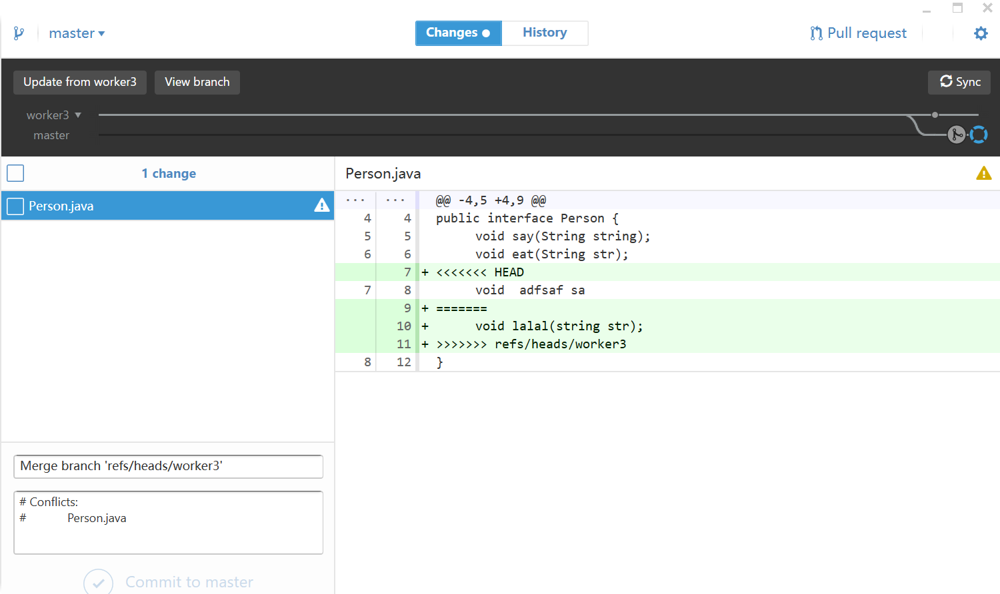 master
Changes
History
Pull request
Update from worker3
View branch
Sync
worker3
master
1 change
Person.java
Person.java
... ... @@ -4,5 +4,9 @@
4 4 public interface Person {
5 5 void say(String string);
6 6 void eat(String str);
7 + <<<<<<< HEAD
7 8 void  adfsaf sa
9 + =======
10 + void lalal(string str);
11 + >>>>>>> refs/heads/worker3
8 12 }
Merge branch 'refs/heads/worker3'
# Conflicts:
# Person.java
Commit to master